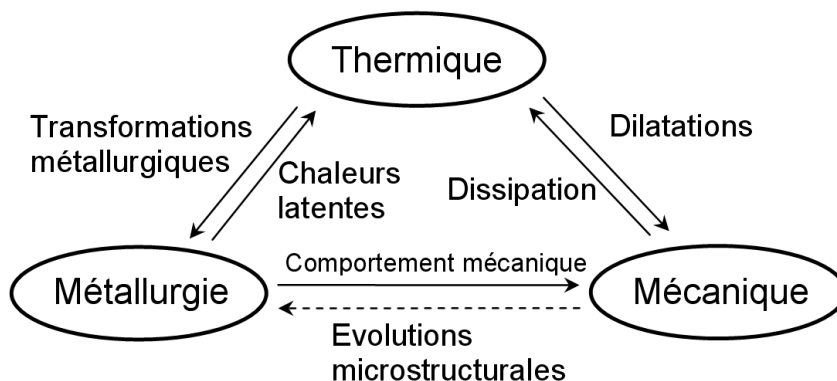 Thermique
Transformations
métallurgiques
Dilatations
Chaleurs
latentes
Dissipation
Métallurgie
Comportement mécanique
Mécanique
Evolutions
microstructurales